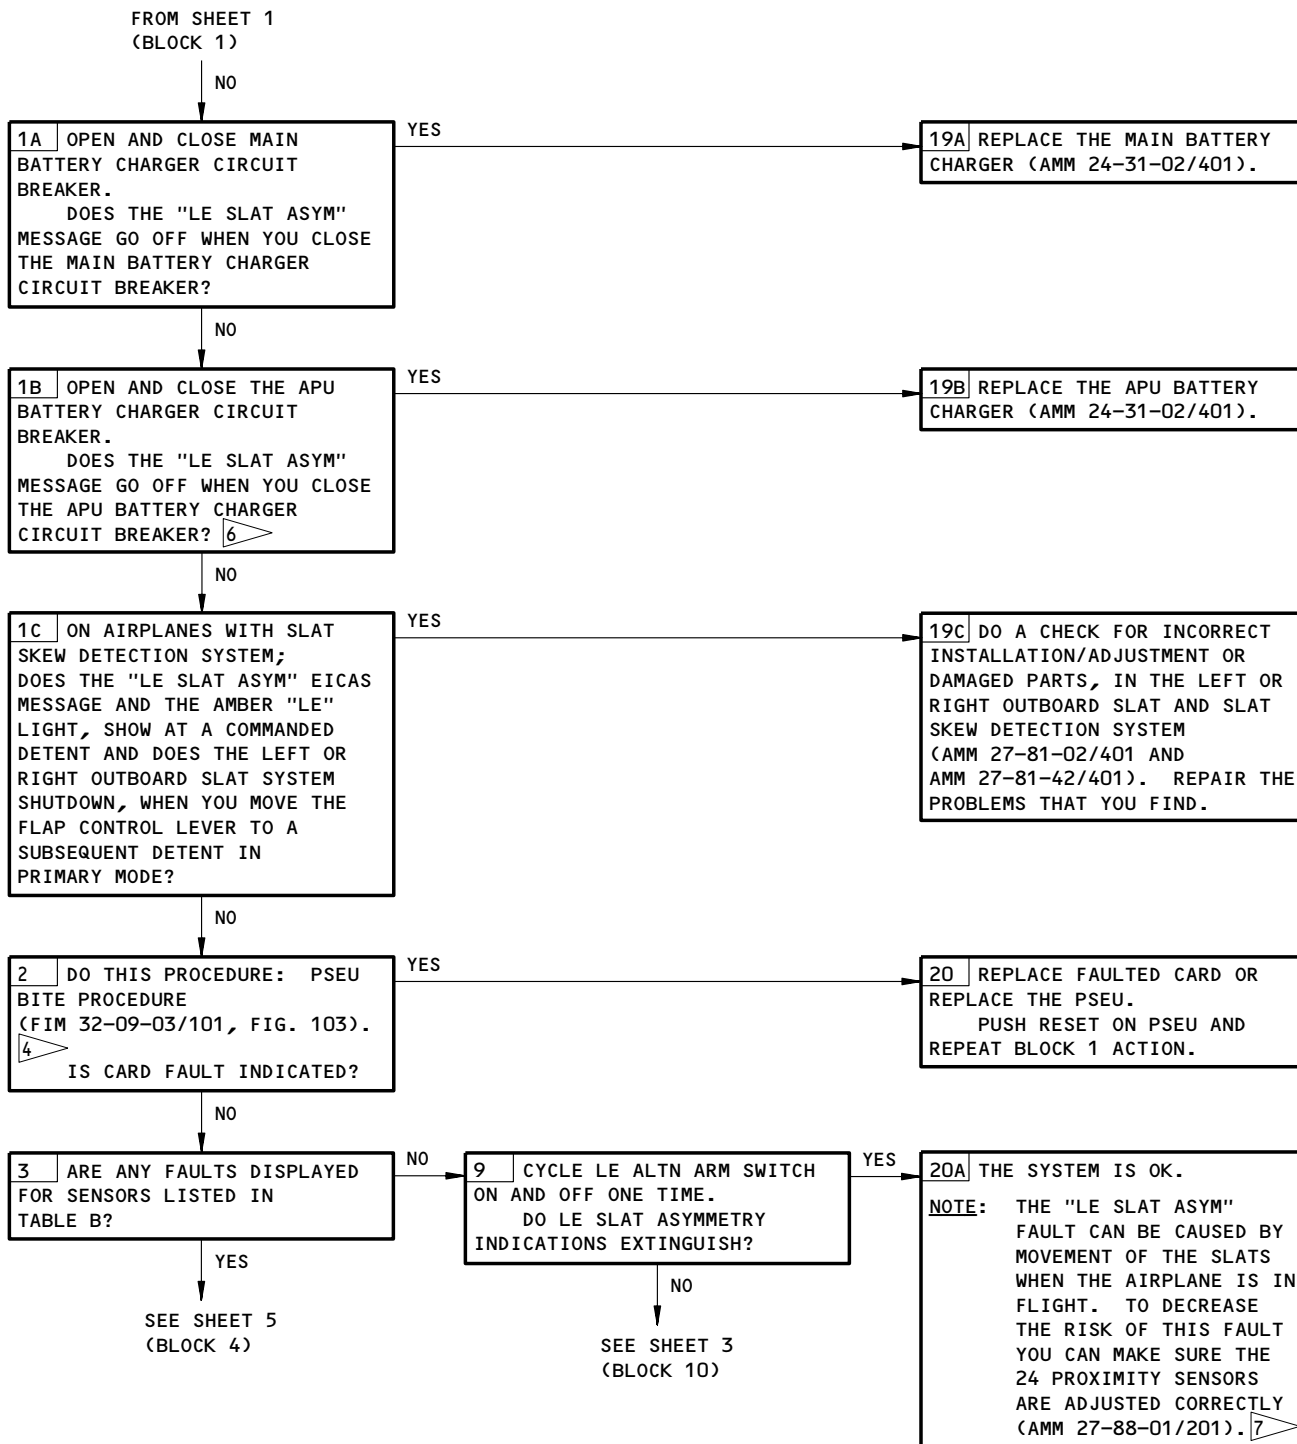 FROM SHEET 1
(BLOCK 1)
NO
1A OPEN AND CLOSE MAIN
BATTERY CHARGER CIRCUIT
BREAKER.
DOES THE "LE SLAT ASYM"
MESSAGE GO OFF WHEN YOU CLOSE
THE MAIN BATTERY CHARGER
CIRCUIT BREAKER?
YES
19A REPLACE THE MAIN BATTERY
CHARGER (AMM 24-31-02/401).
NO
1B OPEN AND CLOSE THE APU
BATTERY CHARGER CIRCUIT
BREAKER.
DOES THE "LE SLAT ASYM"
MESSAGE GO OFF WHEN YOU CLOSE
THE APU BATTERY CHARGER
CIRCUIT BREAKER? 6
YES
19B REPLACE THE APU BATTERY
CHARGER (AMM 24-31-02/401).
NO
1C ON AIRPLANES WITH SLAT
SKEW DETECTION SYSTEM;
DOES THE "LE SLAT ASYM" EICAS
MESSAGE AND THE AMBER "LE"
LIGHT, SHOW AT A COMMANDED
DETENT AND DOES THE LEFT OR
RIGHT OUTBOARD SLAT SYSTEM
SHUTDOWN, WHEN YOU MOVE THE
FLAP CONTROL LEVER TO A
SUBSEQUENT DETENT IN
PRIMARY MODE?
YES
19C DO A CHECK FOR INCORRECT
INSTALLATION/ADJUSTMENT OR
DAMAGED PARTS, IN THE LEFT OR
RIGHT OUTBOARD SLAT AND SLAT
SKEW DETECTION SYSTEM
(AMM 27-81-02/401 AND
AMM 27-81-42/401). REPAIR THE
PROBLEMS THAT YOU FIND.
NO
2 DO THIS PROCEDURE: PSEU
BITE PROCEDURE
(FIM 32-09-03/101, FIG. 103).
4
IS CARD FAULT INDICATED?
YES
20 REPLACE FAULTED CARD OR
REPLACE THE PSEU.
PUSH RESET ON PSEU AND
REPEAT BLOCK 1 ACTION.
NO
3 ARE ANY FAULTS DISPLAYED
FOR SENSORS LISTED IN
TABLE B?
NO
9 CYCLE LE ALTN ARM SWITCH
ON AND OFF ONE TIME.
DO LE SLAT ASYMMETRY
INDICATIONS EXTINGUISH?
YES
20A THE SYSTEM IS OK.
NOTE: THE "LE SLAT ASYM"
FAULT CAN BE CAUSED BY
MOVEMENT OF THE SLATS
WHEN THE AIRPLANE IS IN
FLIGHT. TO DECREASE
THE RISK OF THIS FAULT
YOU CAN MAKE SURE THE
24 PROXIMITY SENSORS
ARE ADJUSTED CORRECTLY
(AMM 27-88-01/201). 7
YES
SEE SHEET 5
(BLOCK 4)
NO
SEE SHEET 3
(BLOCK 10)